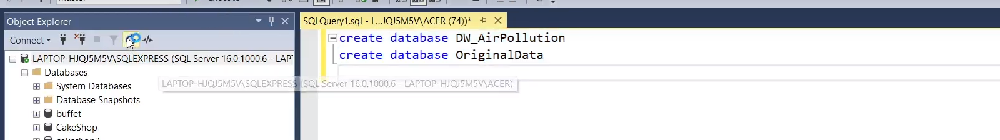 Object Explorer
Connect
LAPTOP-HJQJ5M5V\SQLEXPRESS (SQL Server 16.0.1000.6 - LAPT
Databases
System Databases
Database Snapshots
buffet
CakeShop
LAPTOP-HJQJ5M5V\SQLEXPRESS (SQL Server 16.0.1000.6 - LAPTOP-HJQJ5M5V\ACER)
SQLQuery1.sql - L...JQJ5M5V\ACER (74))*
create database DW_AirPollution
create database OriginalData